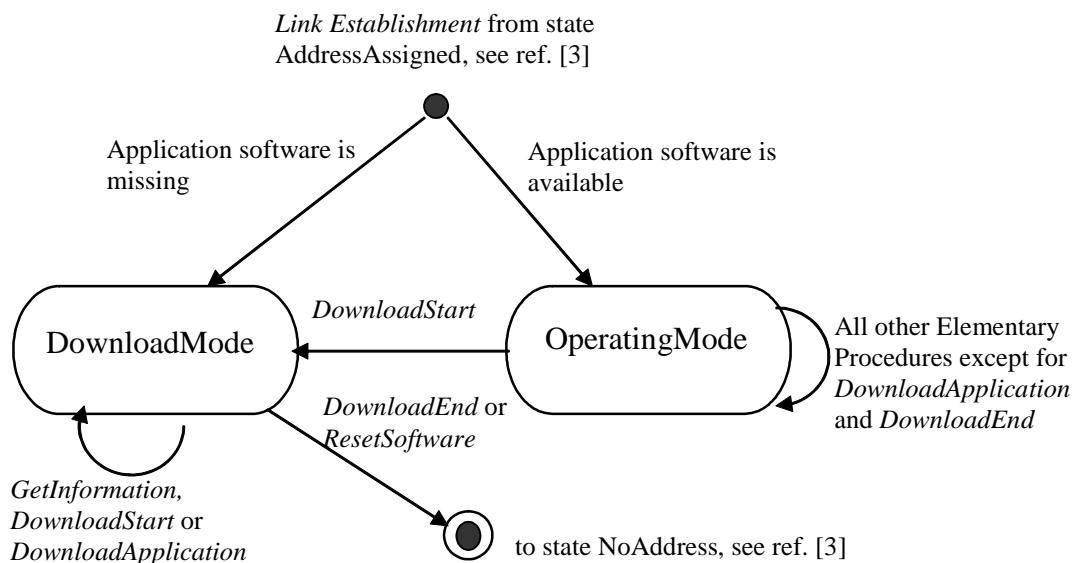 Link Establishment from state
AddressAssigned, see ref. [3]
Application software is
missing
Application software is
available
DownloadMode
DownloadStart
OperatingMode
All other Elementary
Procedures except for
DownloadApplication
and DownloadEnd
DownloadEnd or
ResetSoftware
GetInformation,
DownloadStart or
DownloadApplication
to state NoAddress, see ref. [3]